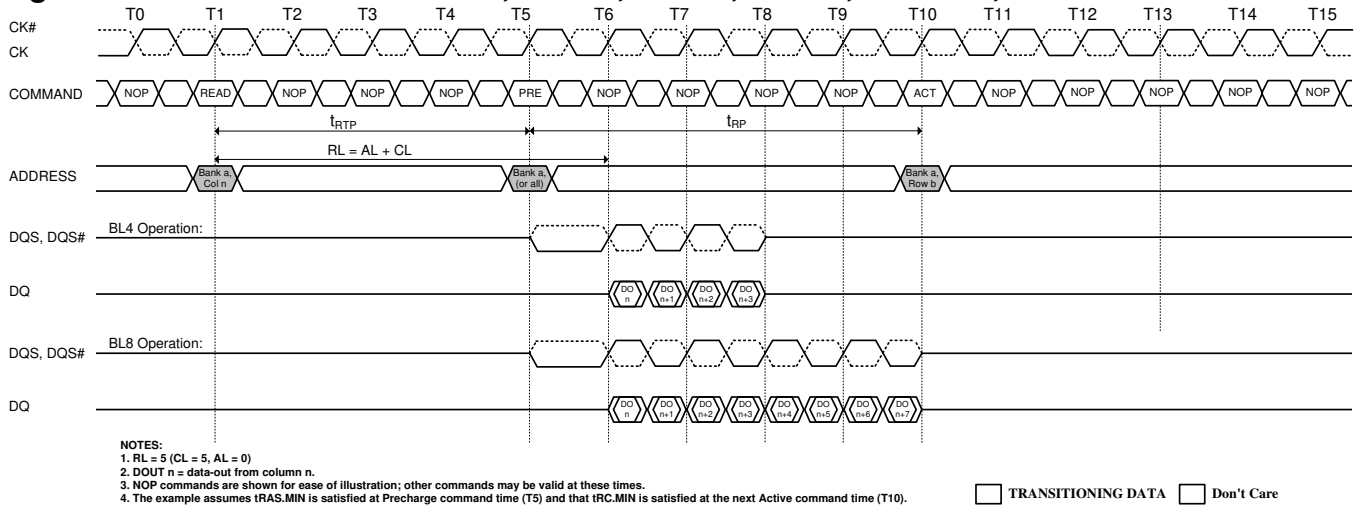 T0 T1 T2 T3 T4 T5 T6 T7 T8 T9 T10 T11 T12 T13 T14 T15
CK#
CK
COMMAND NOP READ NOP NOP NOP PRE NOP NOP NOP NOP ACT NOP NOP NOP NOP NOP
tRTP tRP
RL = AL + CL
ADDRESS Bank a, Col n Bank a, (or all) Bank a, Row b
BL4 Operation:
DQS, DQS#
DQ DO n DO n+1 DO n+2 DO n+3
BL8 Operation:
DQS, DQS#
DQ DO n DO n+1 DO n+2 DO n+3 DO n+4 DO n+5 DO n+6 DO n+7
NOTES:
1. RL = 5 (CL = 5, AL = 0)
2. DOUT n = data-out from column n.
3. NOP commands are shown for ease of illustration; other commands may be valid at these times.
4. The example assumes tRAS.MIN is satisfied at Precharge command time (T5) and that tRC.MIN is satisfied at the next Active command time (T10).
TRANSITIONING DATA Don't Care